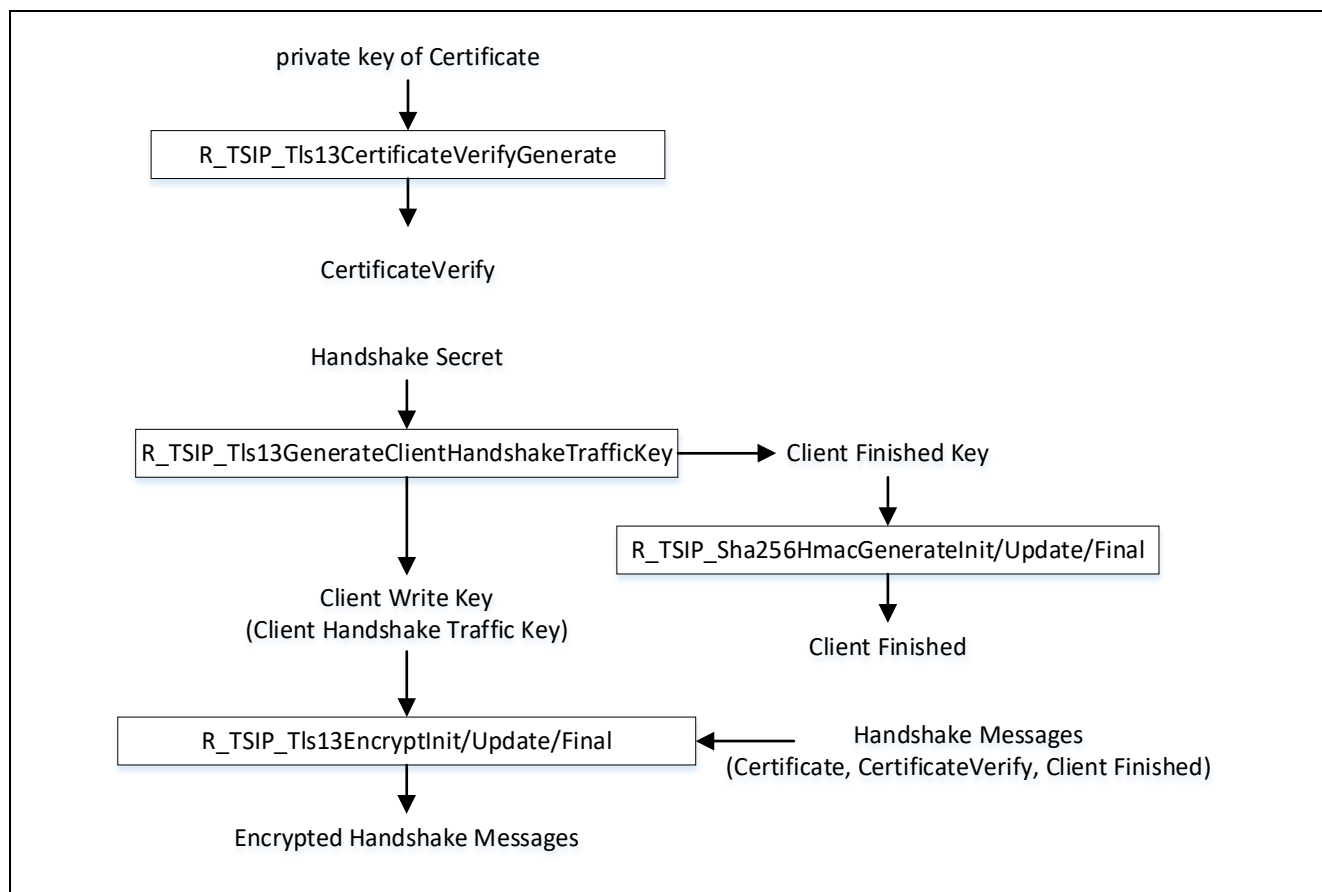 private key of Certificate
R_TSIP_Tls13CertificateVerifyGenerate
CertificateVerify
Handshake Secret
R_TSIP_Tls13GenerateClientHandshakeTrafficKey
Client Finished Key
R_TSIP_Sha256HmacGenerateInit/Update/Final
Client Write Key
(Client Handshake Traffic Key)
Client Finished
R_TSIP_Tls13EncryptInit/Update/Final
Handshake Messages
(Certificate, CertificateVerify, Client Finished)
Encrypted Handshake Messages